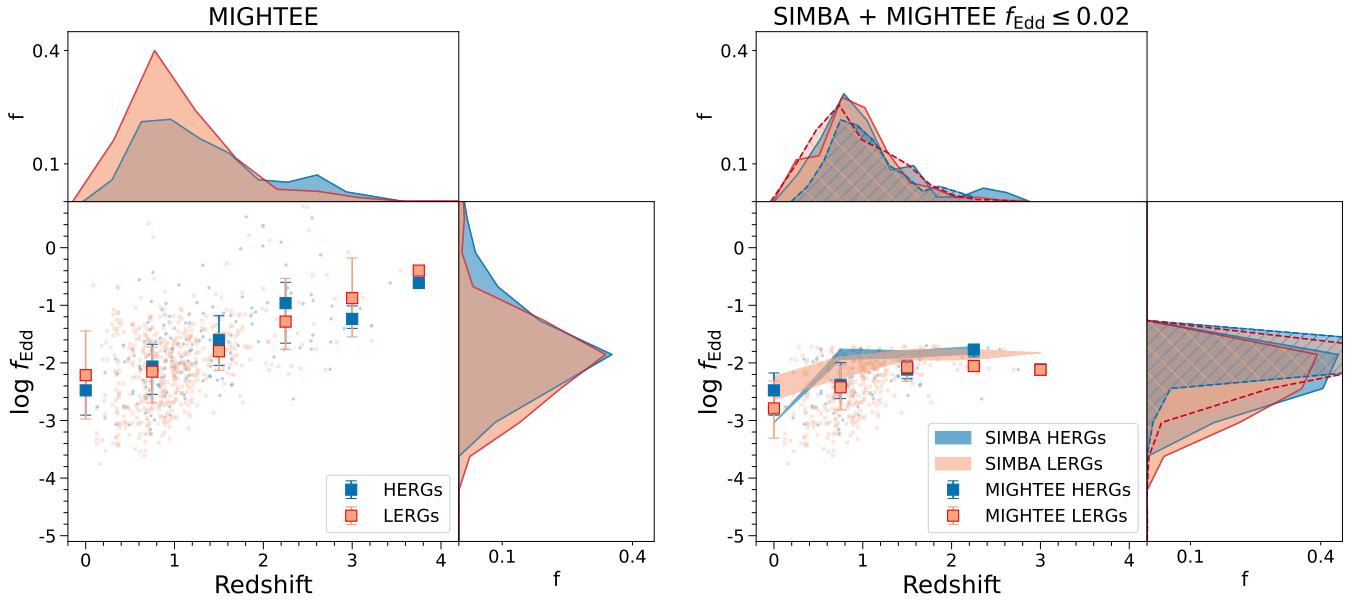 MIGHTEE
0.4
f
0.1
log f_Edd
0
-1
-2
-3
-4
-5
0 1 2 3 4
Redshift
HERGs
LERGs
0.1 0.4
f
SIMBA + MIGHTEE f_Edd ≤ 0.02
0.4
f
0.1
log f_Edd
0
-1
-2
-3
-4
-5
0 1 2 3 4
Redshift
SIMBA HERGs
SIMBA LERGs
MIGHTEE HERGs
MIGHTEE LERGs
0.1 0.4
f